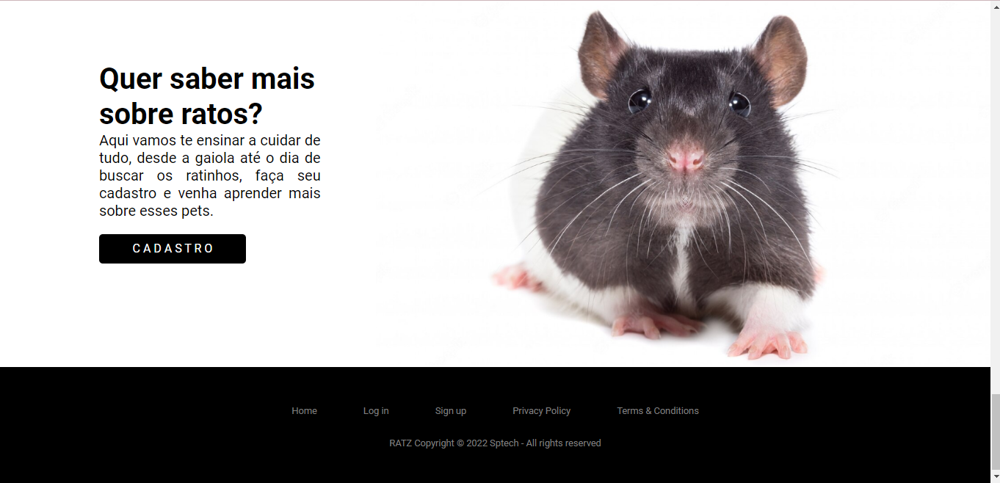 Quer saber mais
sobre ratos?
Aqui vamos te ensinar a cuidar de
tudo, desde a gaiola até o dia de
buscar os ratinhos, faça seu
cadastro e venha aprender mais
sobre esses pets.
CADASTRO
Home Log in Sign up Privacy Policy Terms & Conditions
RATZ Copyright © 2022 Sptech - All rights reserved